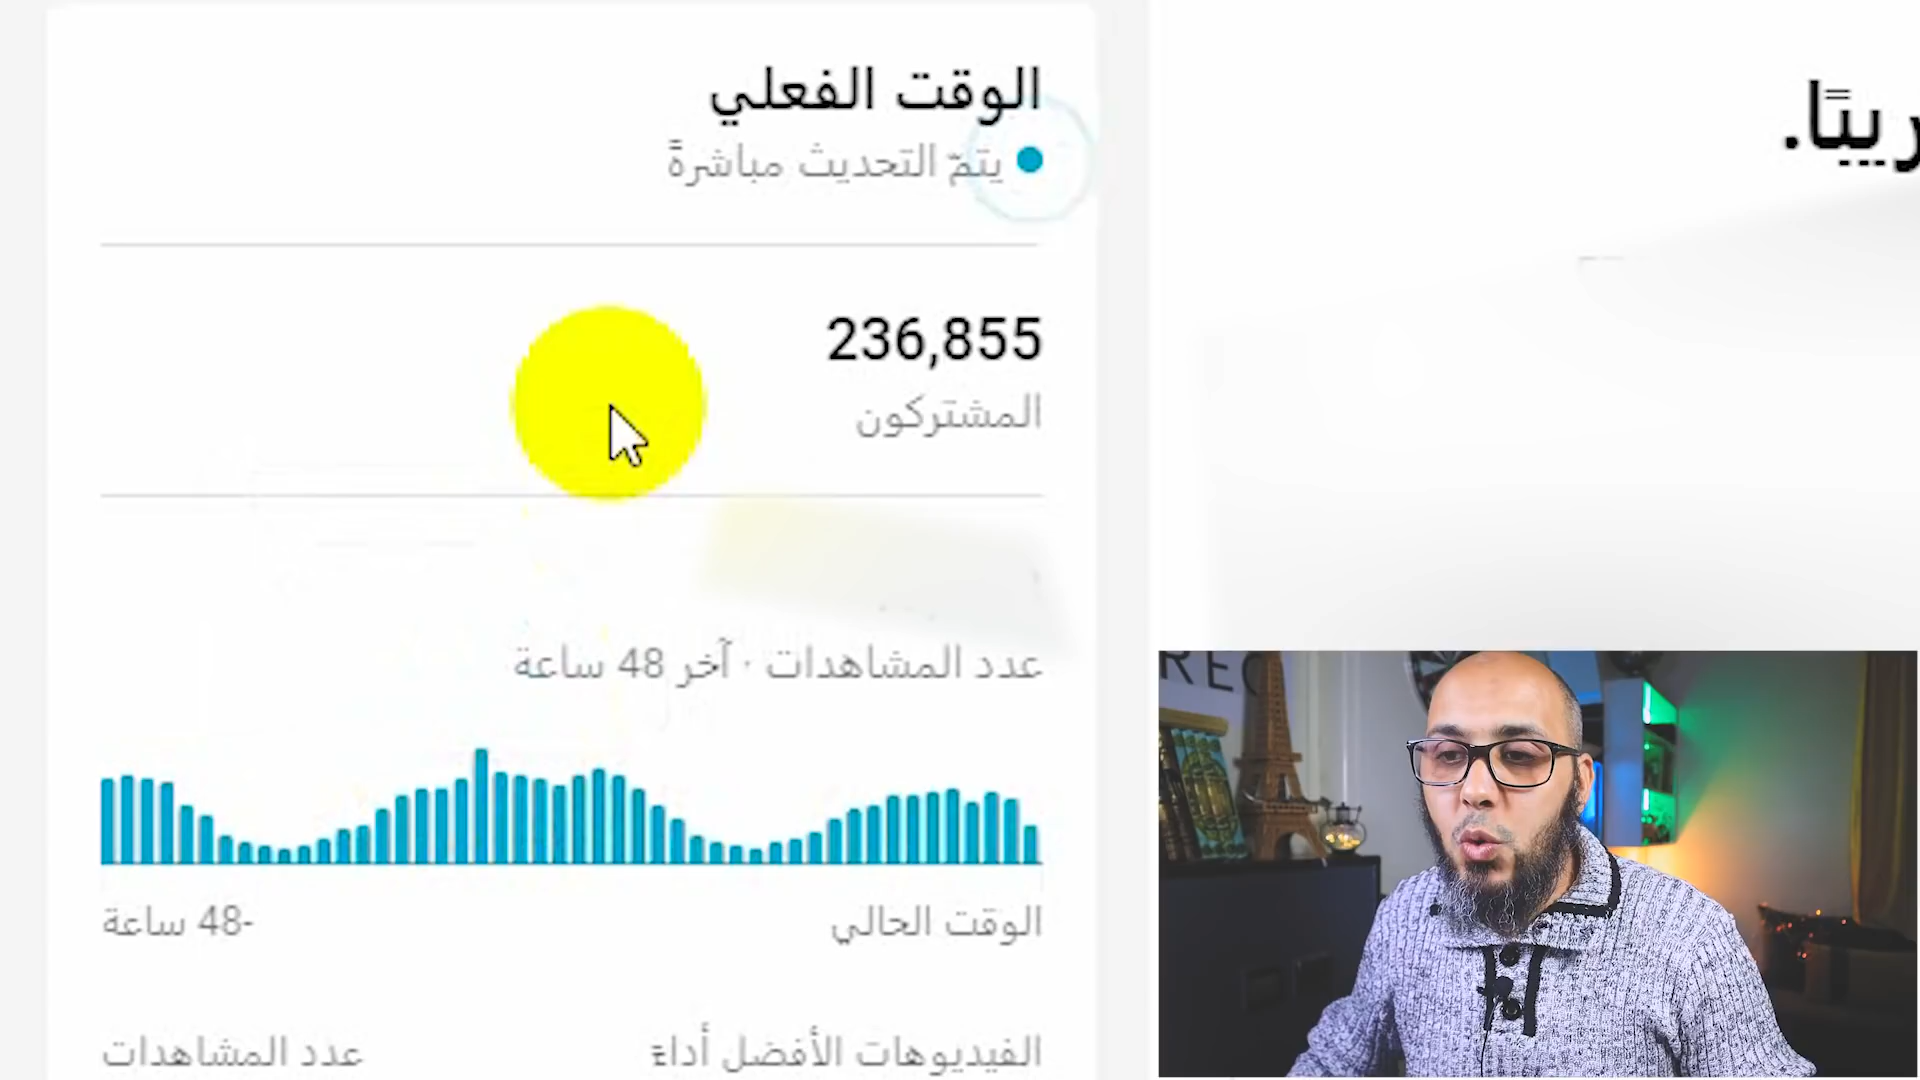 الوقت الفعلي
يتمّ التحديث مباشرةً
236,855
المشتركون
عدد المشاهدات · آخر 48 ساعة
الوقت الحالي
-48 ساعة
الفيديوهات الأفضل أداءً
عدد المشاهدات
REC